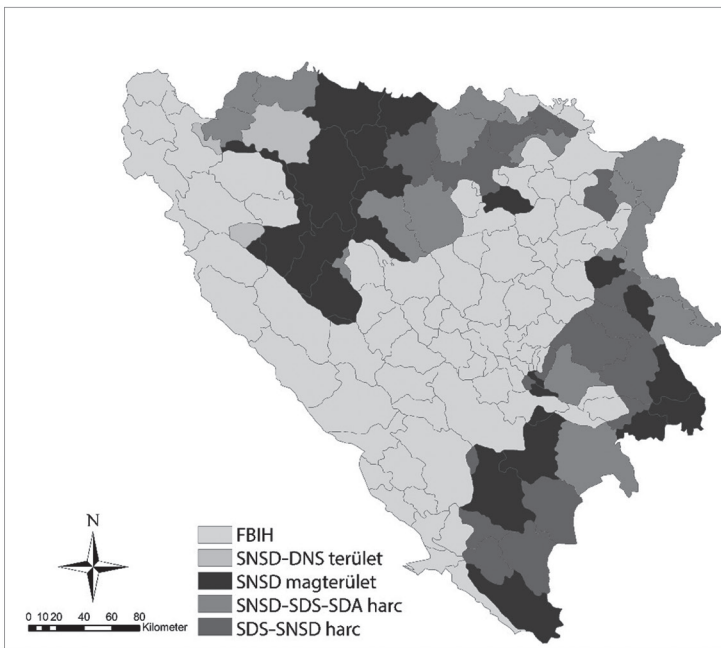 N
0 10 20 40 60 80
Kilometer
FBIH
SNSD-DNS terület
SNSD magterület
SNSD-SDS-SDA harc
SDS-SNSD harc